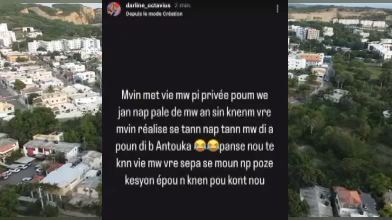 darline_octavius 2 min
Depuis le mode Création
Mvin met vie mw pi privée poum we
jan nap pale de mw an sin knenm vre
mvin réalise se tann nap tann mw di a
poun di b Antouka 😂😂panse nou te
knn vie mw vre sepa se moun np poze
kesyon épou n knen pou kont nou